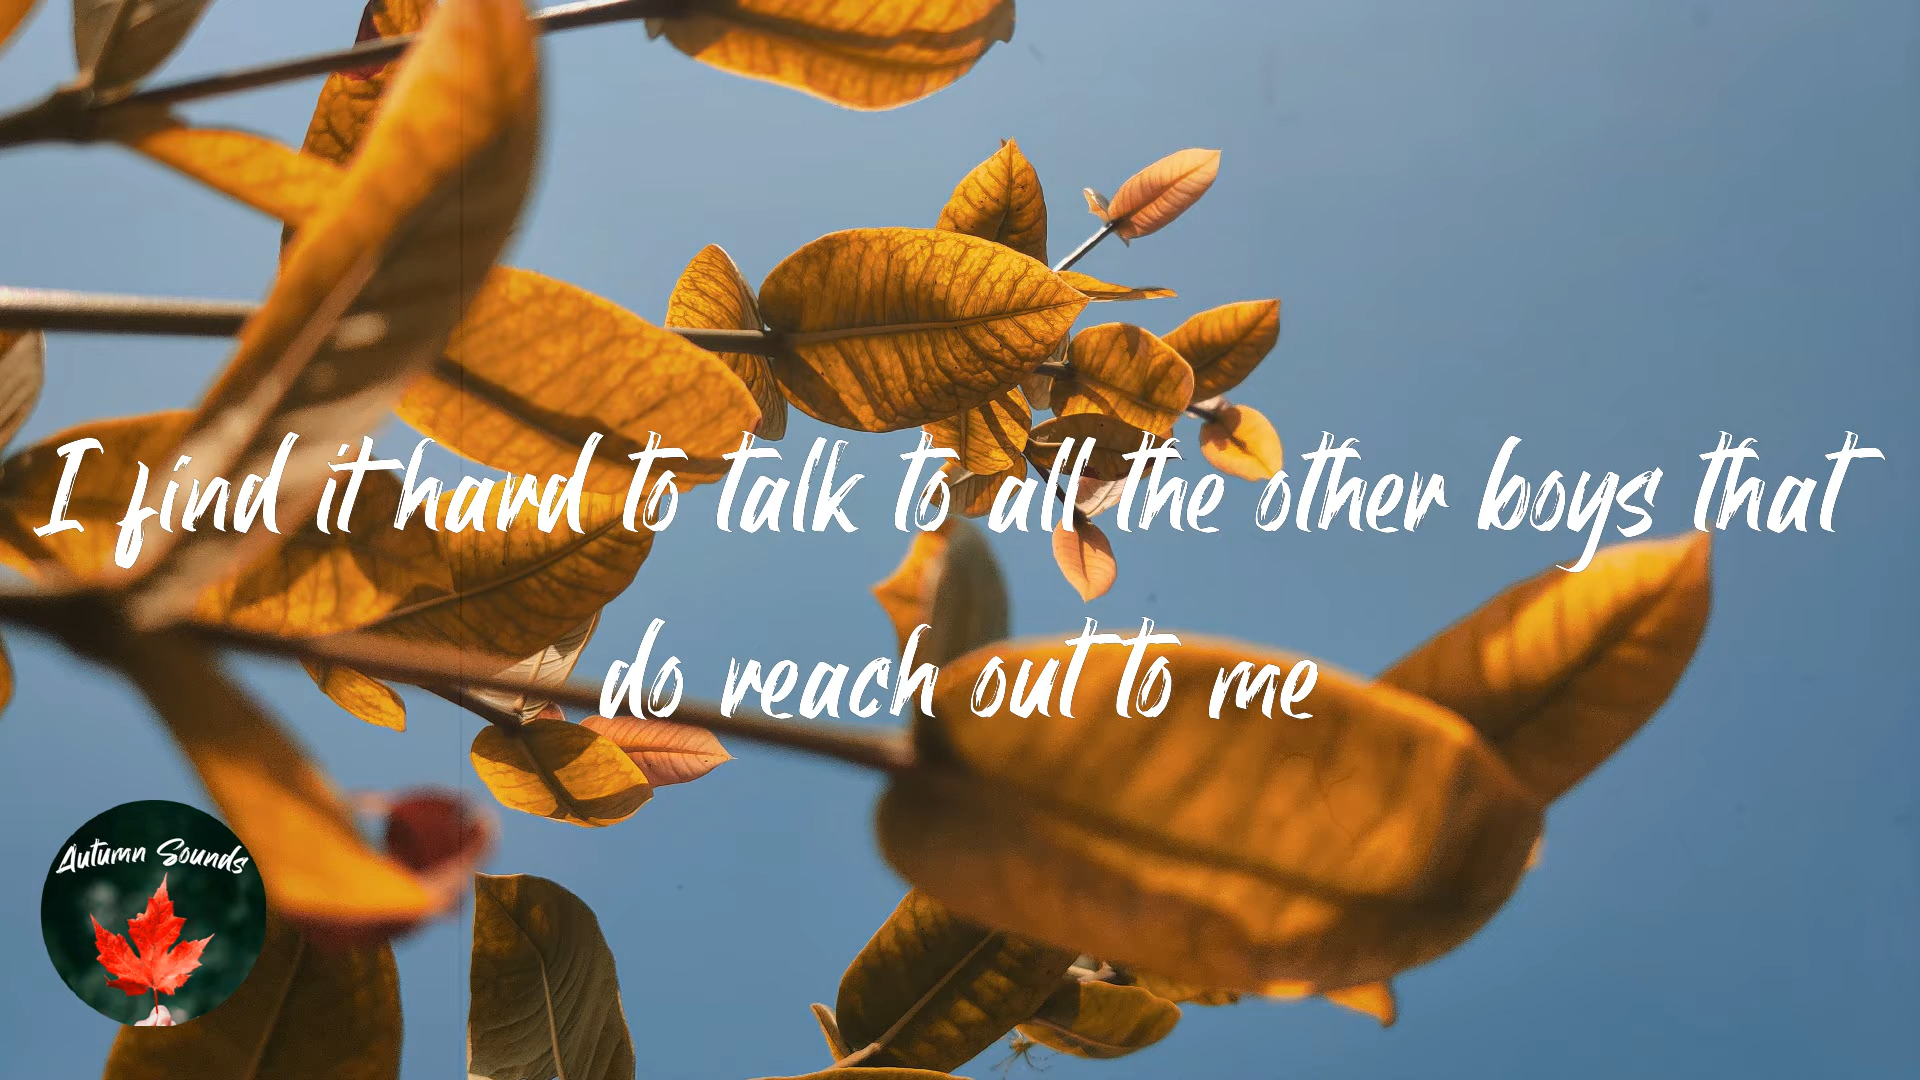 I find it hard to talk to all the other boys that
do reach out to me
Autumn Sounds